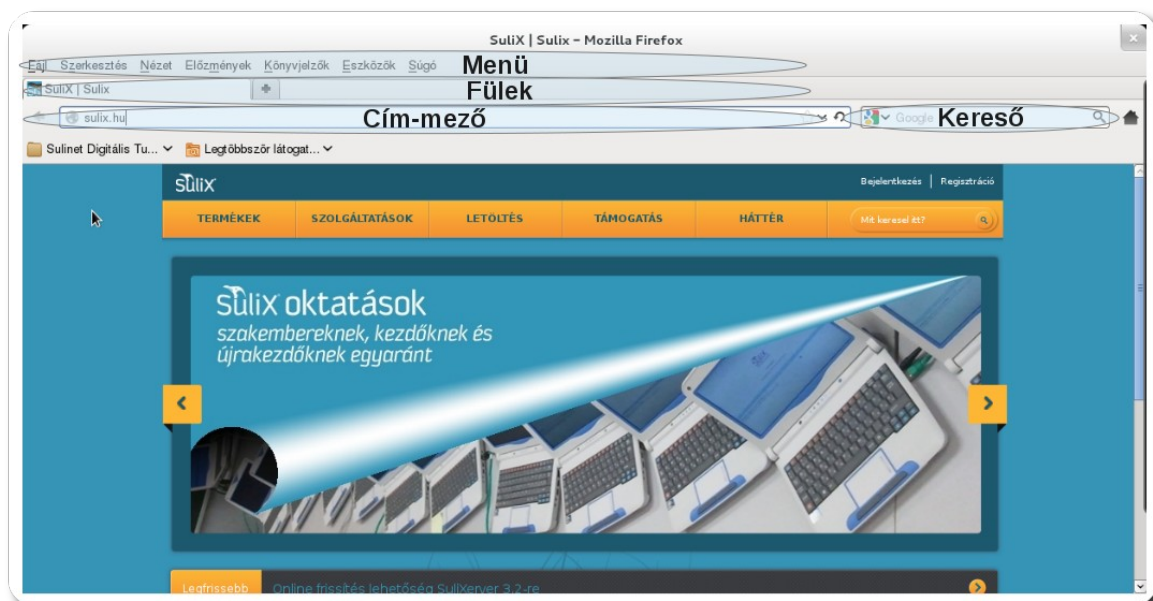 SuliX | Sulix - Mozilla Firefox
Fájl Szerkesztés Nézet Előzmények Könyvjelzők Eszközök Súgó Menü
SuliX | Sulix Fülek
sulix.hu Cím-mező Google Kereső
Sulinet Digitális Tu... Legtöbbször látogat...
sulix Bejelentkezés | Regisztráció
TERMÉKEK SZOLGÁLTATÁSOK LETÖLTÉS TÁMOGATÁS HÁTTÉR Mit keresel itt?
sulix oktatások
szakembereknek, kezdőknek és
újrakezdőknek egyaránt
Legfrissebb Online frissítés lehetőség SuliXerver 3.2-re